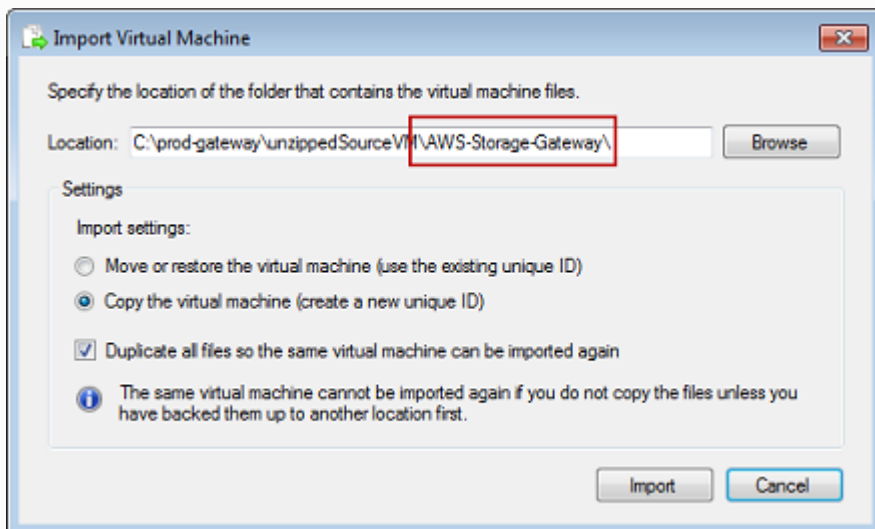 Import Virtual Machine
Specify the location of the folder that contains the virtual machine files.
Location: C:\prod-gateway\unzippedSourceVM\AWS-Storage-Gateway\ Browse
Settings
Import settings:
Move or restore the virtual machine (use the existing unique ID)
Copy the virtual machine (create a new unique ID)
Duplicate all files so the same virtual machine can be imported again
The same virtual machine cannot be imported again if you do not copy the files unless you
have backed them up to another location first.
Import Cancel